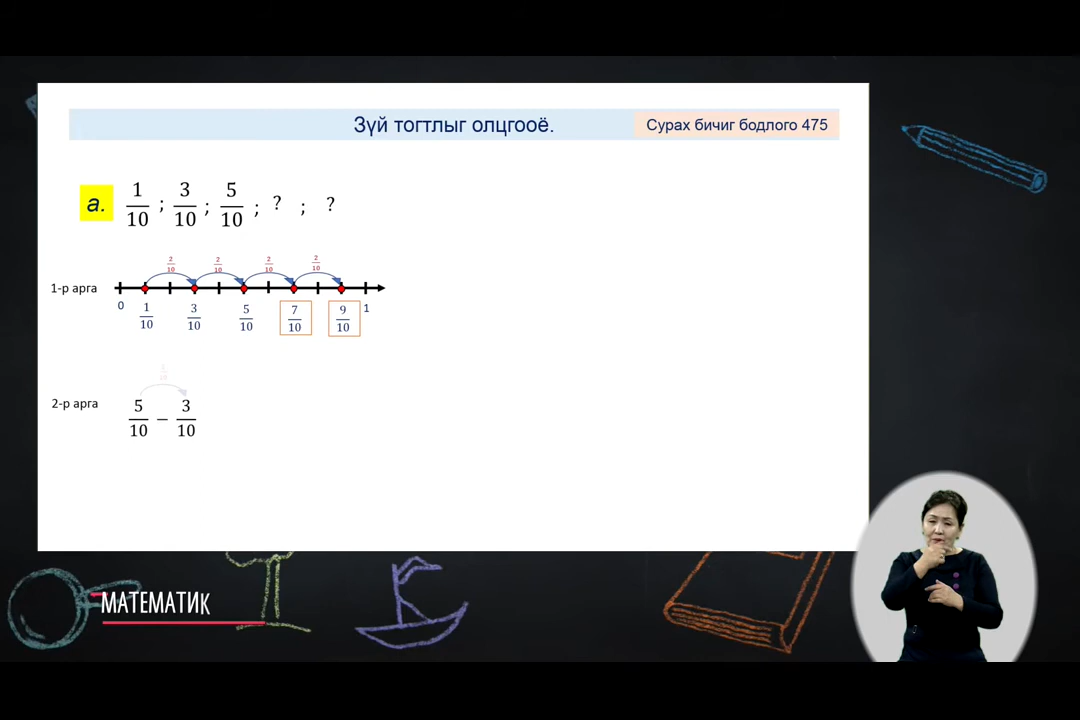 Зүй тогтлыг олцгооё.
Сурах бичиг бодлого 475
а. 1/10 ; 3/10 ; 5/10 ; ? ; ?
2/10 2/10 2/10 2/10
1-р арга
0 1/10 3/10 5/10 7/10 9/10 1
2-р арга
5/10 − 3/10
МАТЕМАТИК